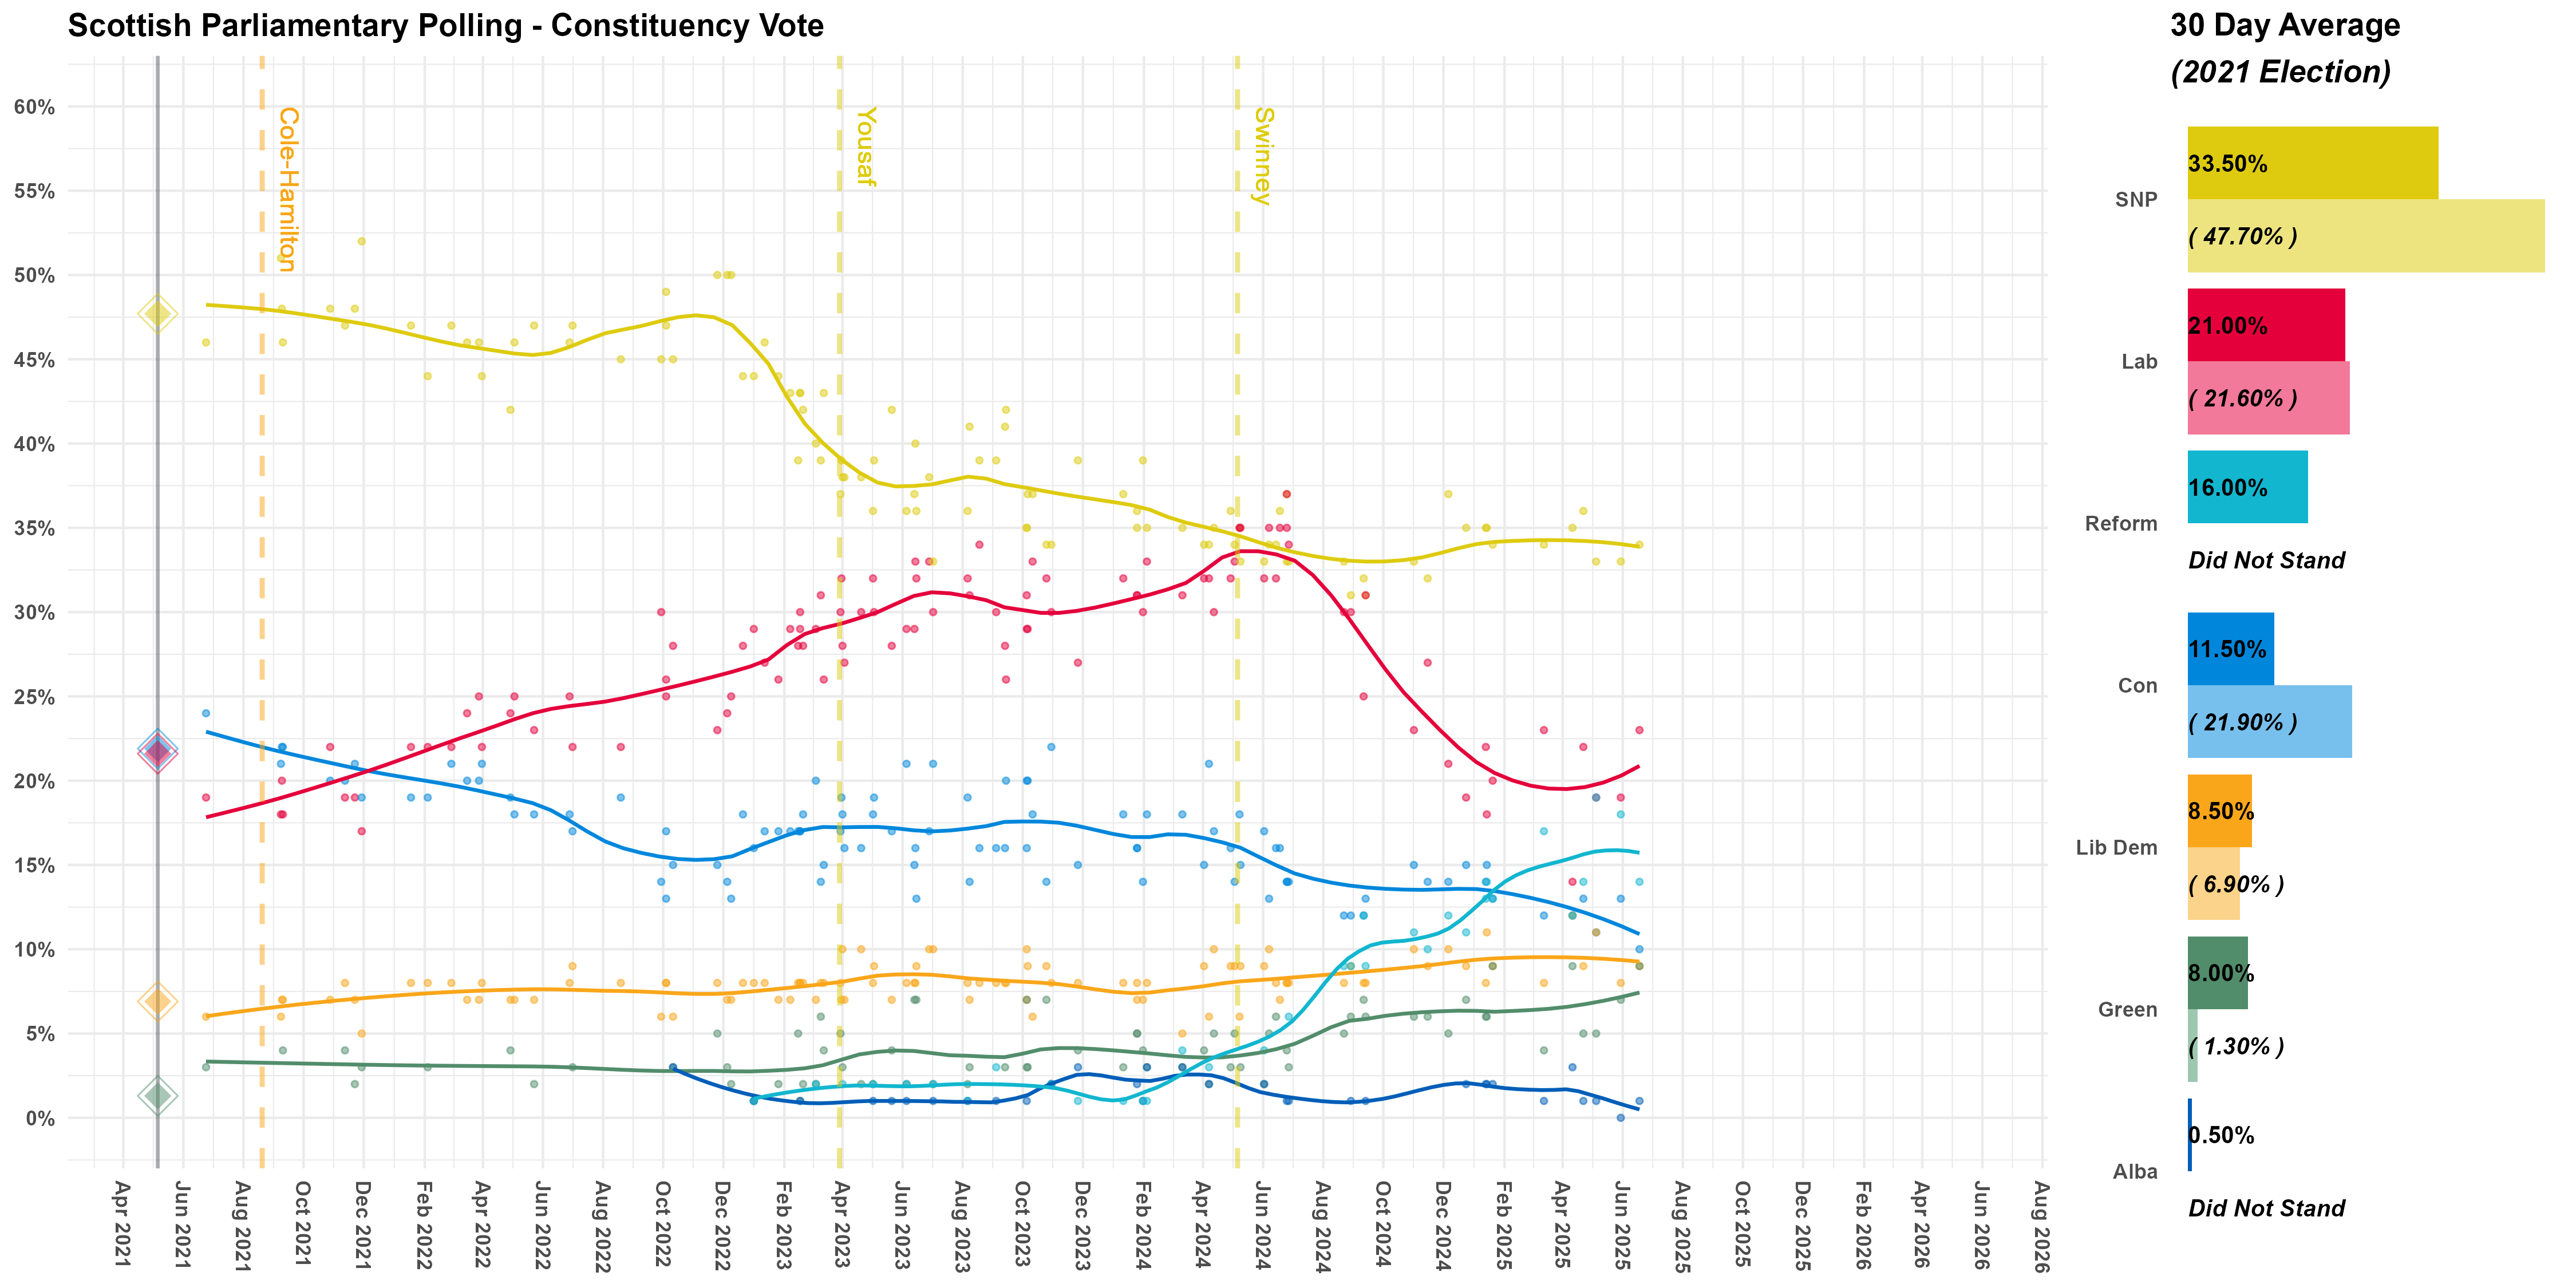 Scottish Parliamentary Polling - Constituency Vote
30 Day Average
(2021 Election)
60%
55%
50%
45%
40%
35%
30%
25%
20%
15%
10%
5%
0%
Cole-Hamilton
Yousaf
Swinney
Apr 2021
Jun 2021
Aug 2021
Oct 2021
Dec 2021
Feb 2022
Apr 2022
Jun 2022
Aug 2022
Oct 2022
Dec 2022
Feb 2023
Apr 2023
Jun 2023
Aug 2023
Oct 2023
Dec 2023
Feb 2024
Apr 2024
Jun 2024
Aug 2024
Oct 2024
Dec 2024
Feb 2025
Apr 2025
Jun 2025
Aug 2025
Oct 2025
Dec 2025
Feb 2026
Apr 2026
Jun 2026
Aug 2026
33.50%
SNP
( 47.70% )
21.00%
Lab
( 21.60% )
16.00%
Reform
Did Not Stand
11.50%
Con
( 21.90% )
8.50%
Lib Dem
( 6.90% )
8.00%
Green
( 1.30% )
0.50%
Alba
Did Not Stand